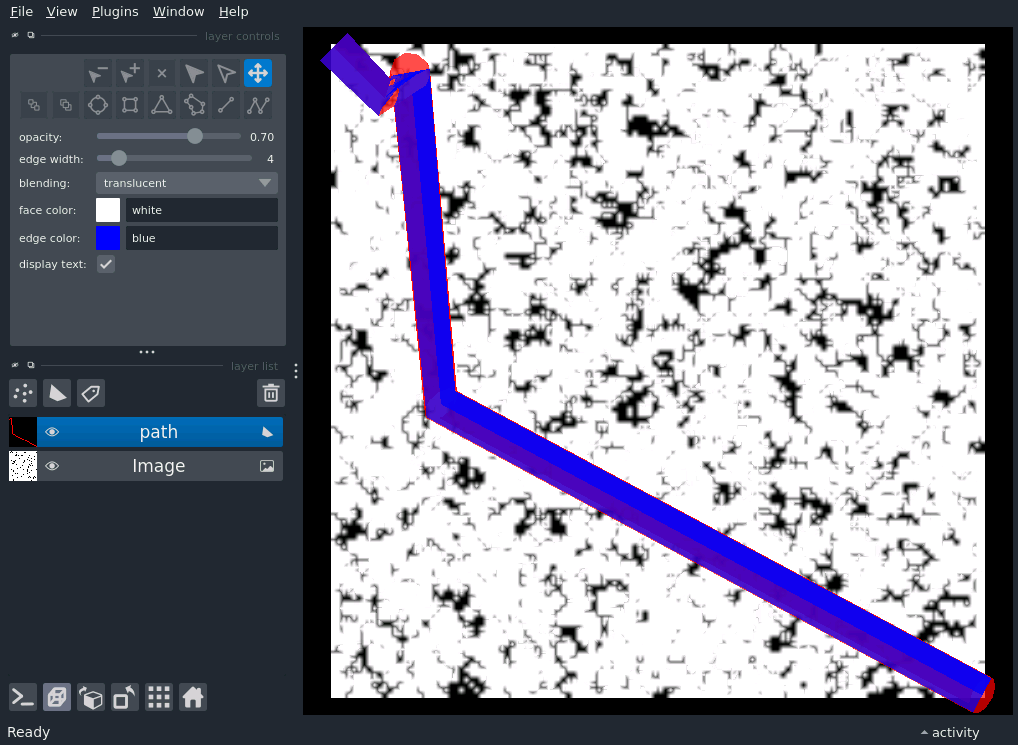 File View Plugins Window Help
layer controls
opacity: 0.70
edge width: 4
blending: translucent
face color: white
edge color: blue
display text:
layer list
path
Image
Ready
activity